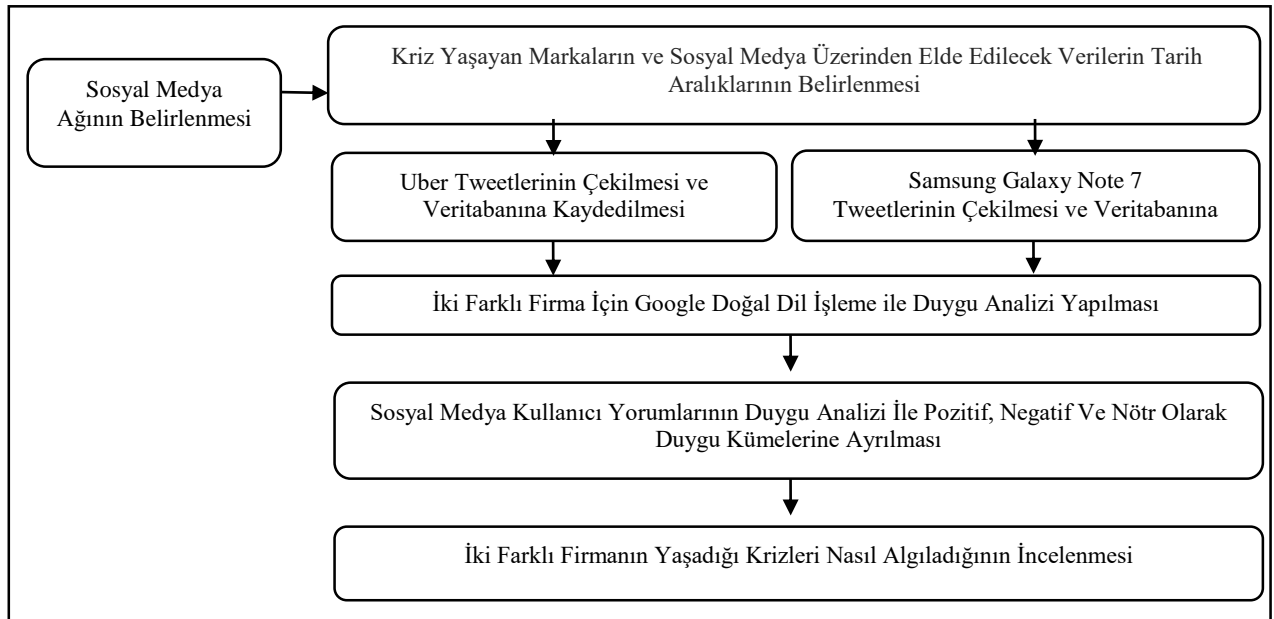 Sosyal Medya
Ağının Belirlenmesi
Kriz Yaşayan Markaların ve Sosyal Medya Üzerinden Elde Edilecek Verilerin Tarih
Aralıklarının Belirlenmesi
Uber Tweetlerinin Çekilmesi ve
Veritabanına Kaydedilmesi
Samsung Galaxy Note 7
Tweetlerinin Çekilmesi ve Veritabanına
İki Farklı Firma İçin Google Doğal Dil İşleme ile Duygu Analizi Yapılması
Sosyal Medya Kullanıcı Yorumlarının Duygu Analizi İle Pozitif, Negatif Ve Nötr Olarak
Duygu Kümelerine Ayrılması
İki Farklı Firmanın Yaşadığı Krizleri Nasıl Algıladığının İncelenmesi